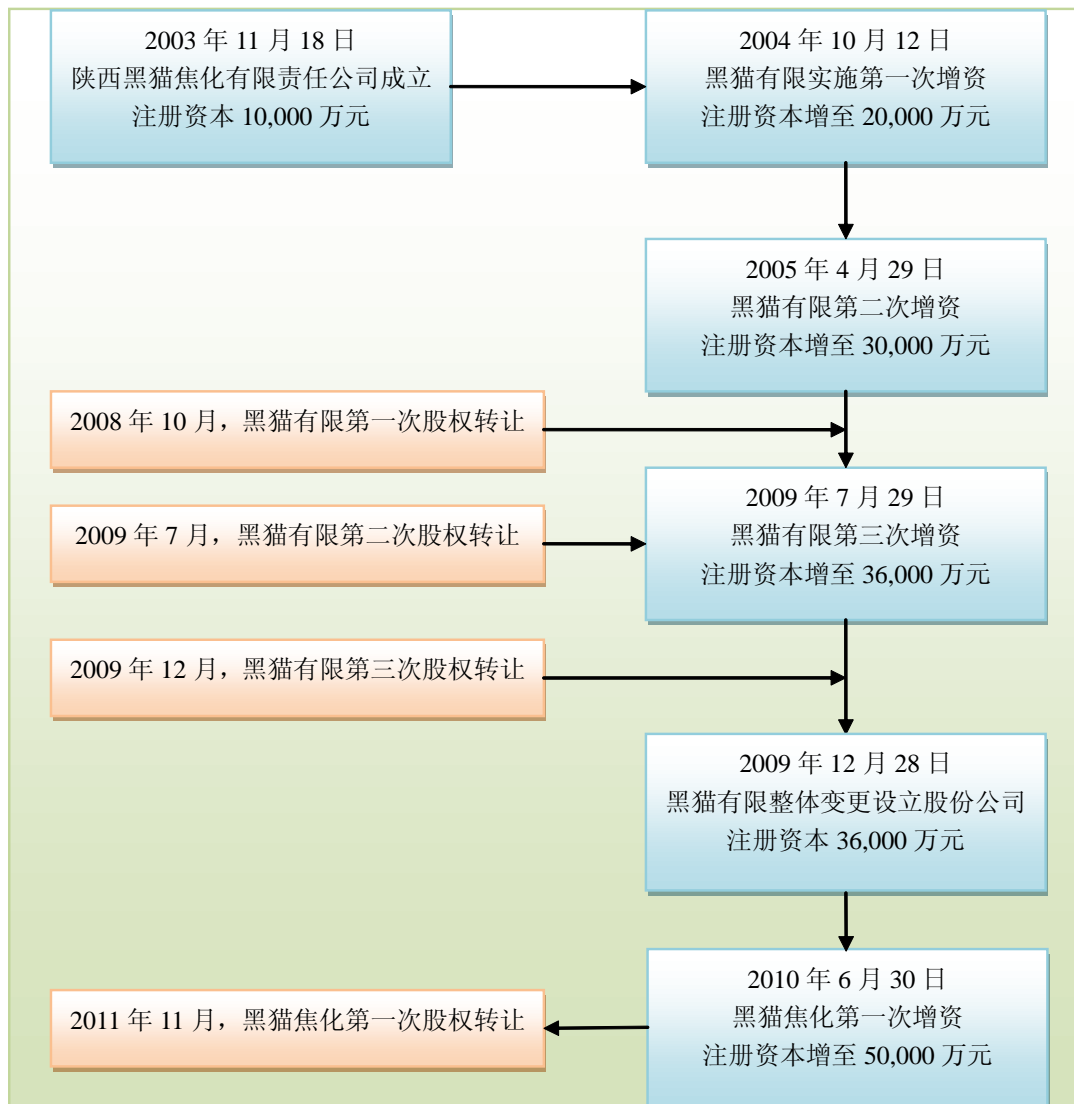 2003 年 11 月 18 日
陕西黑猫焦化有限责任公司成立
注册资本 10,000 万元
2004 年 10 月 12 日
黑猫有限实施第一次增资
注册资本增至 20,000 万元
2005 年 4 月 29 日
黑猫有限第二次增资
注册资本增至 30,000 万元
2008 年 10 月，黑猫有限第一次股权转让
2009 年 7 月，黑猫有限第二次股权转让
2009 年 7 月 29 日
黑猫有限第三次增资
注册资本增至 36,000 万元
2009 年 12 月，黑猫有限第三次股权转让
2009 年 12 月 28 日
黑猫有限整体变更设立股份公司
注册资本 36,000 万元
2010 年 6 月 30 日
黑猫焦化第一次增资
注册资本增至 50,000 万元
2011 年 11 月，黑猫焦化第一次股权转让